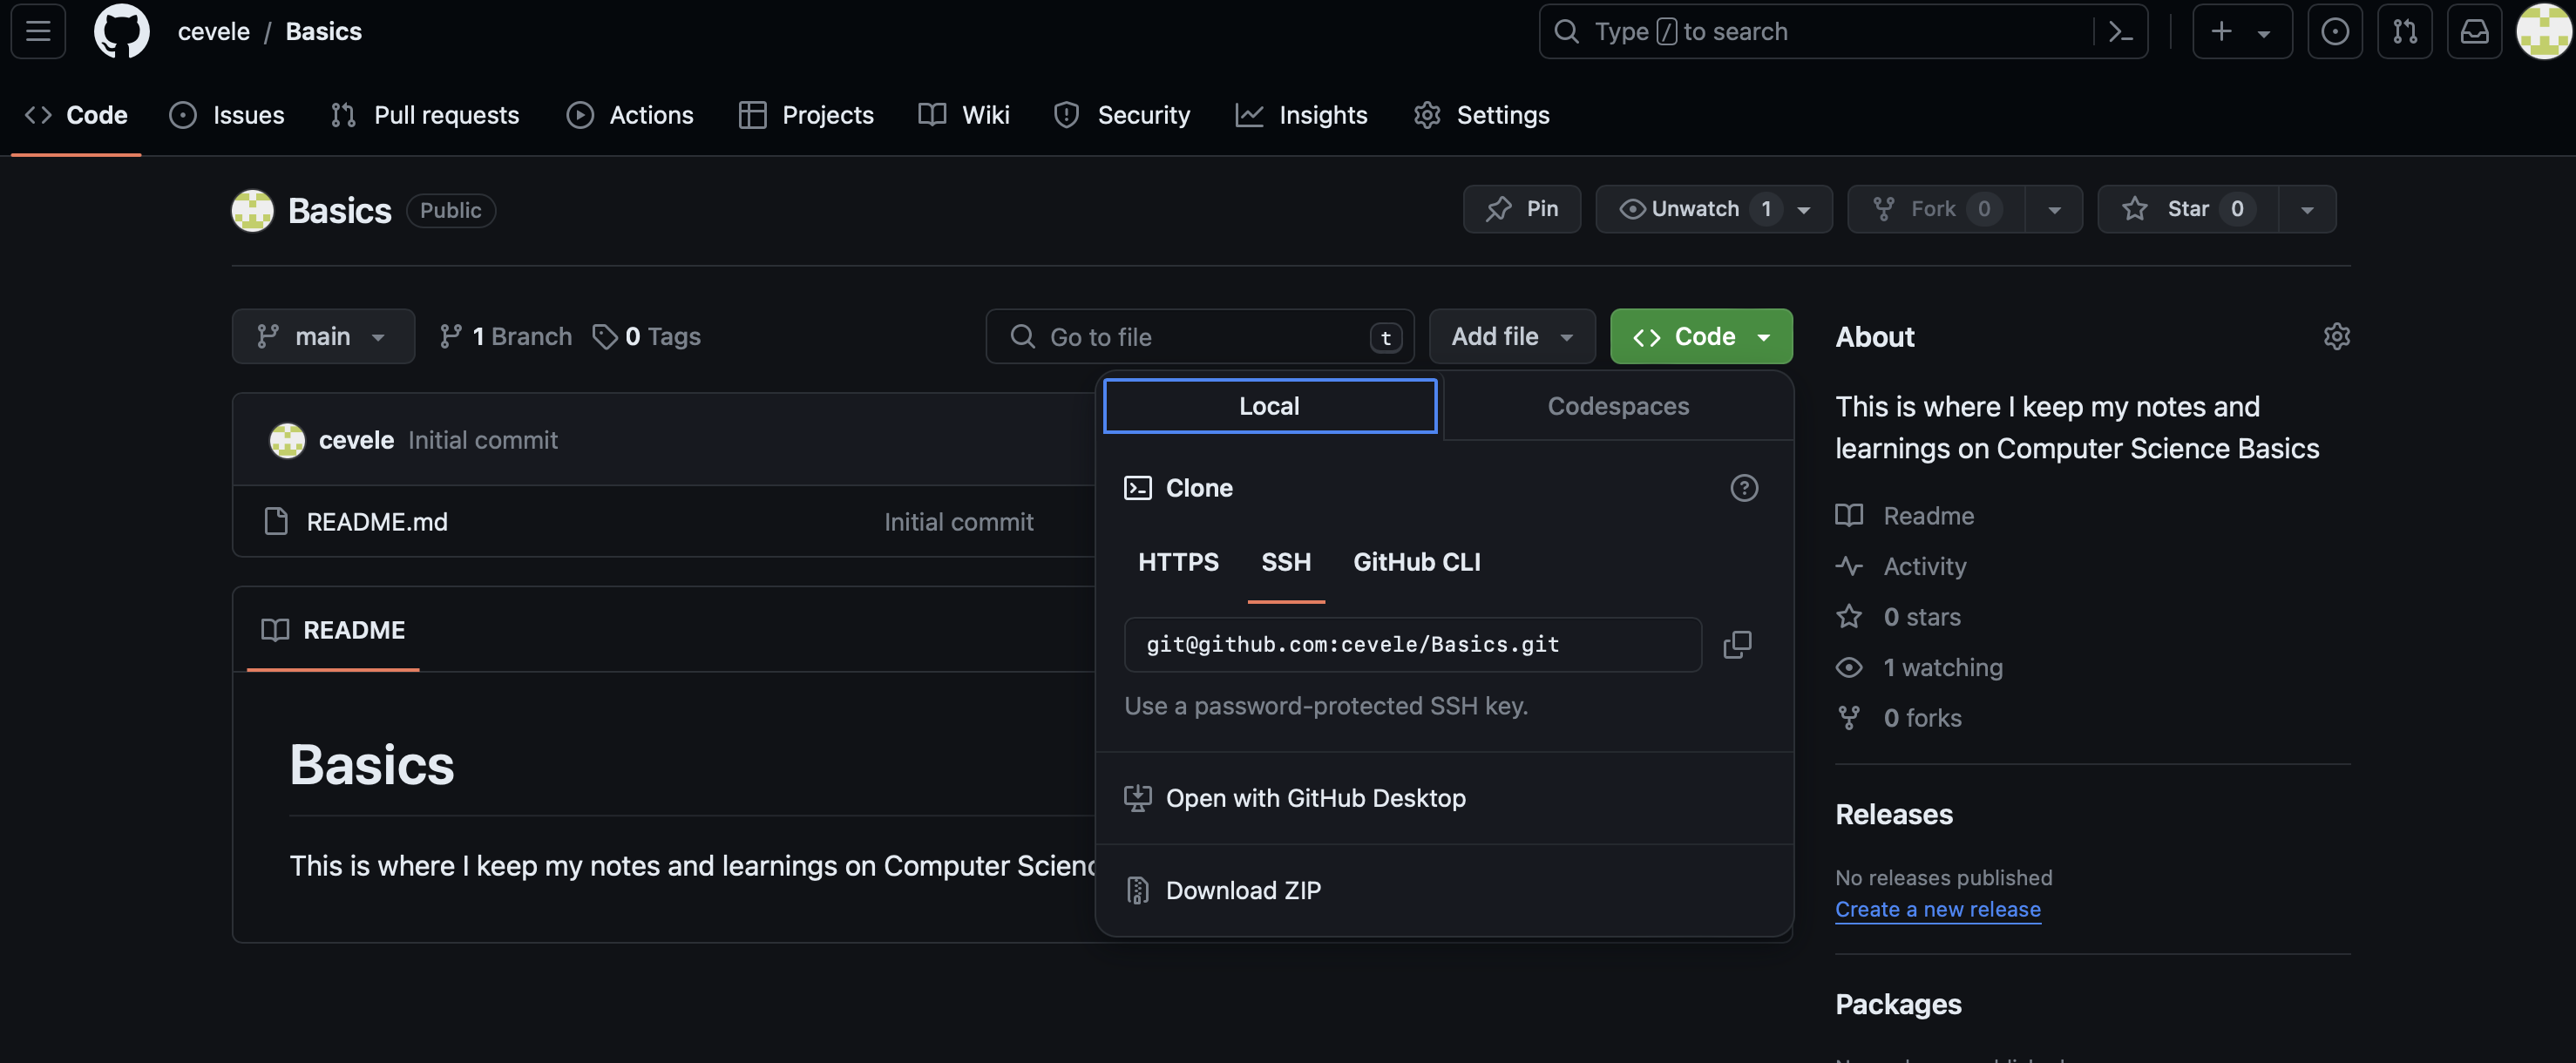 cevele / Basics
Type / to search
Code
Issues
Pull requests
Actions
Projects
Wiki
Security
Insights
Settings
Basics Public
Pin
Unwatch 1
Fork 0
Star 0
main
1 Branch
0 Tags
Go to file t
Add file
Code
Local
Codespaces
Clone
HTTPS
SSH
GitHub CLI
git@github.com:cevele/Basics.git
Use a password-protected SSH key.
Open with GitHub Desktop
Download ZIP
cevele Initial commit
README.md Initial commit
README
Basics
This is where I keep my notes and learnings on Computer
About
This is where I keep my notes and
learnings on Computer Science Basics
Readme
Activity
0 stars
1 watching
0 forks
Releases
No releases published
Create a new release
Packages